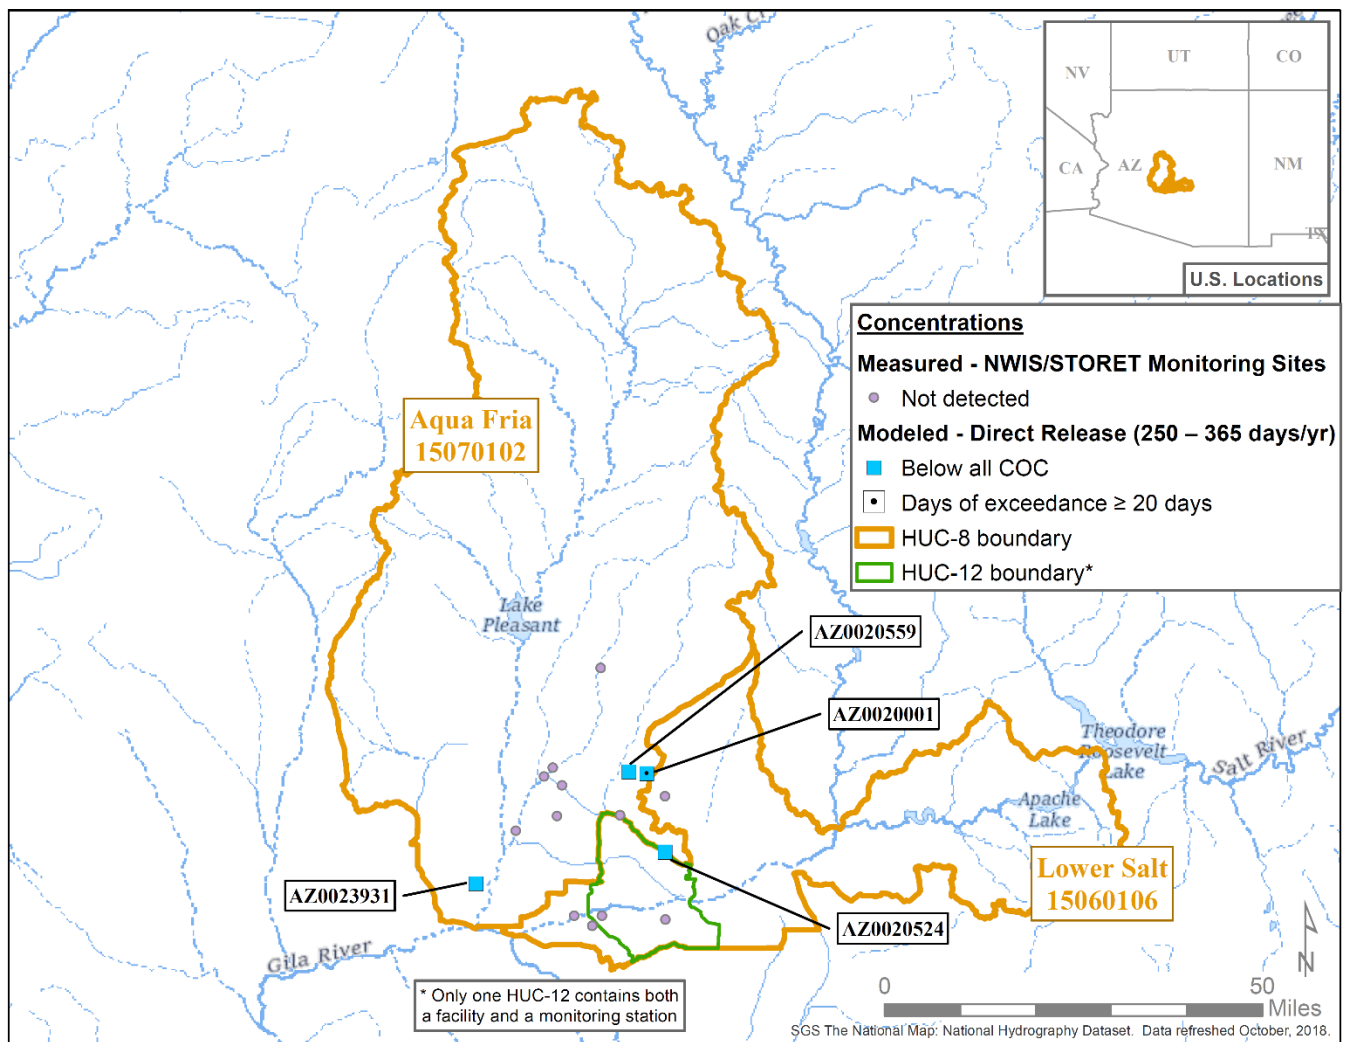 Oak Cr
UT
CO
NV
CA
AZ
NM
TX
U.S. Locations
Concentrations
Measured - NWIS/STORET Monitoring Sites
Not detected
Modeled - Direct Release (250 – 365 days/yr)
Below all COC
Days of exceedance ≥ 20 days
HUC-8 boundary
HUC-12 boundary*
Aqua Fria
15070102
Lake
Pleasant
AZ0020559
AZ0020001
Theodore
Roosevelt
Lake
Salt River
Apache
Lake
Lower Salt
15060106
AZ0023931
AZ0020524
Gila River
* Only one HUC-12 contains both
a facility and a monitoring station
N
0
50
Miles
SGS The National Map: National Hydrography Dataset. Data refreshed October, 2018.